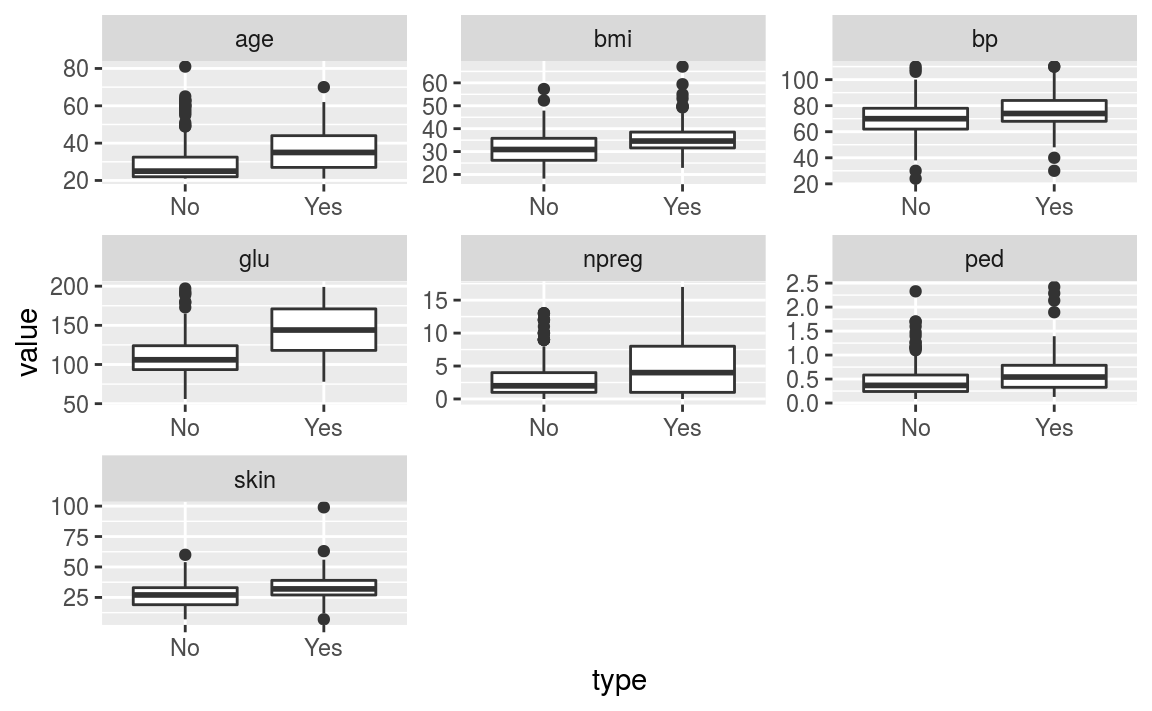 age bmi bp
80 60 40 20
60 50 40 30 20
100 80 60 40 20
No Yes No Yes No Yes
glu npreg ped
value
200 150 100 50
15 10 5 0
2.5 2.0 1.5 1.0 0.5 0.0
No Yes No Yes No Yes
skin
100 75 50 25
No Yes
type